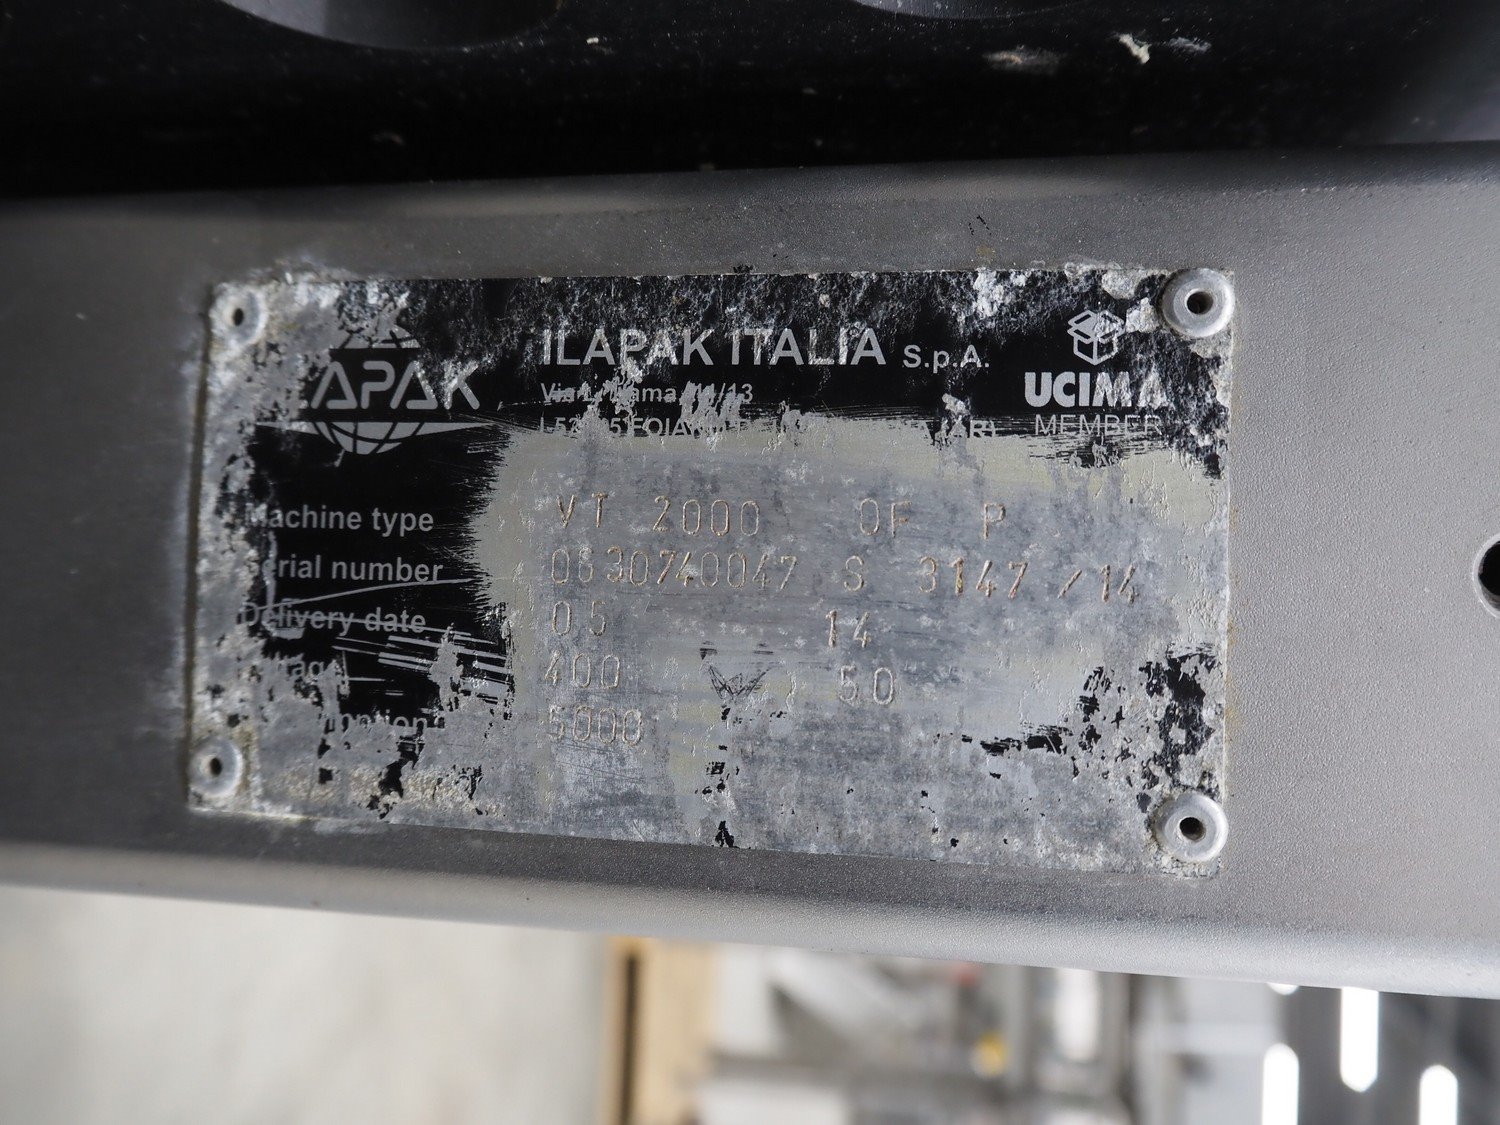 ILAPAK ITALIA S.p.A.
APAK
UCIMA
MEMBER
Machine type VT 2000 OF P
Serial number 0630740047 S 3147 /14
Delivery date 05 14
400 50
5000